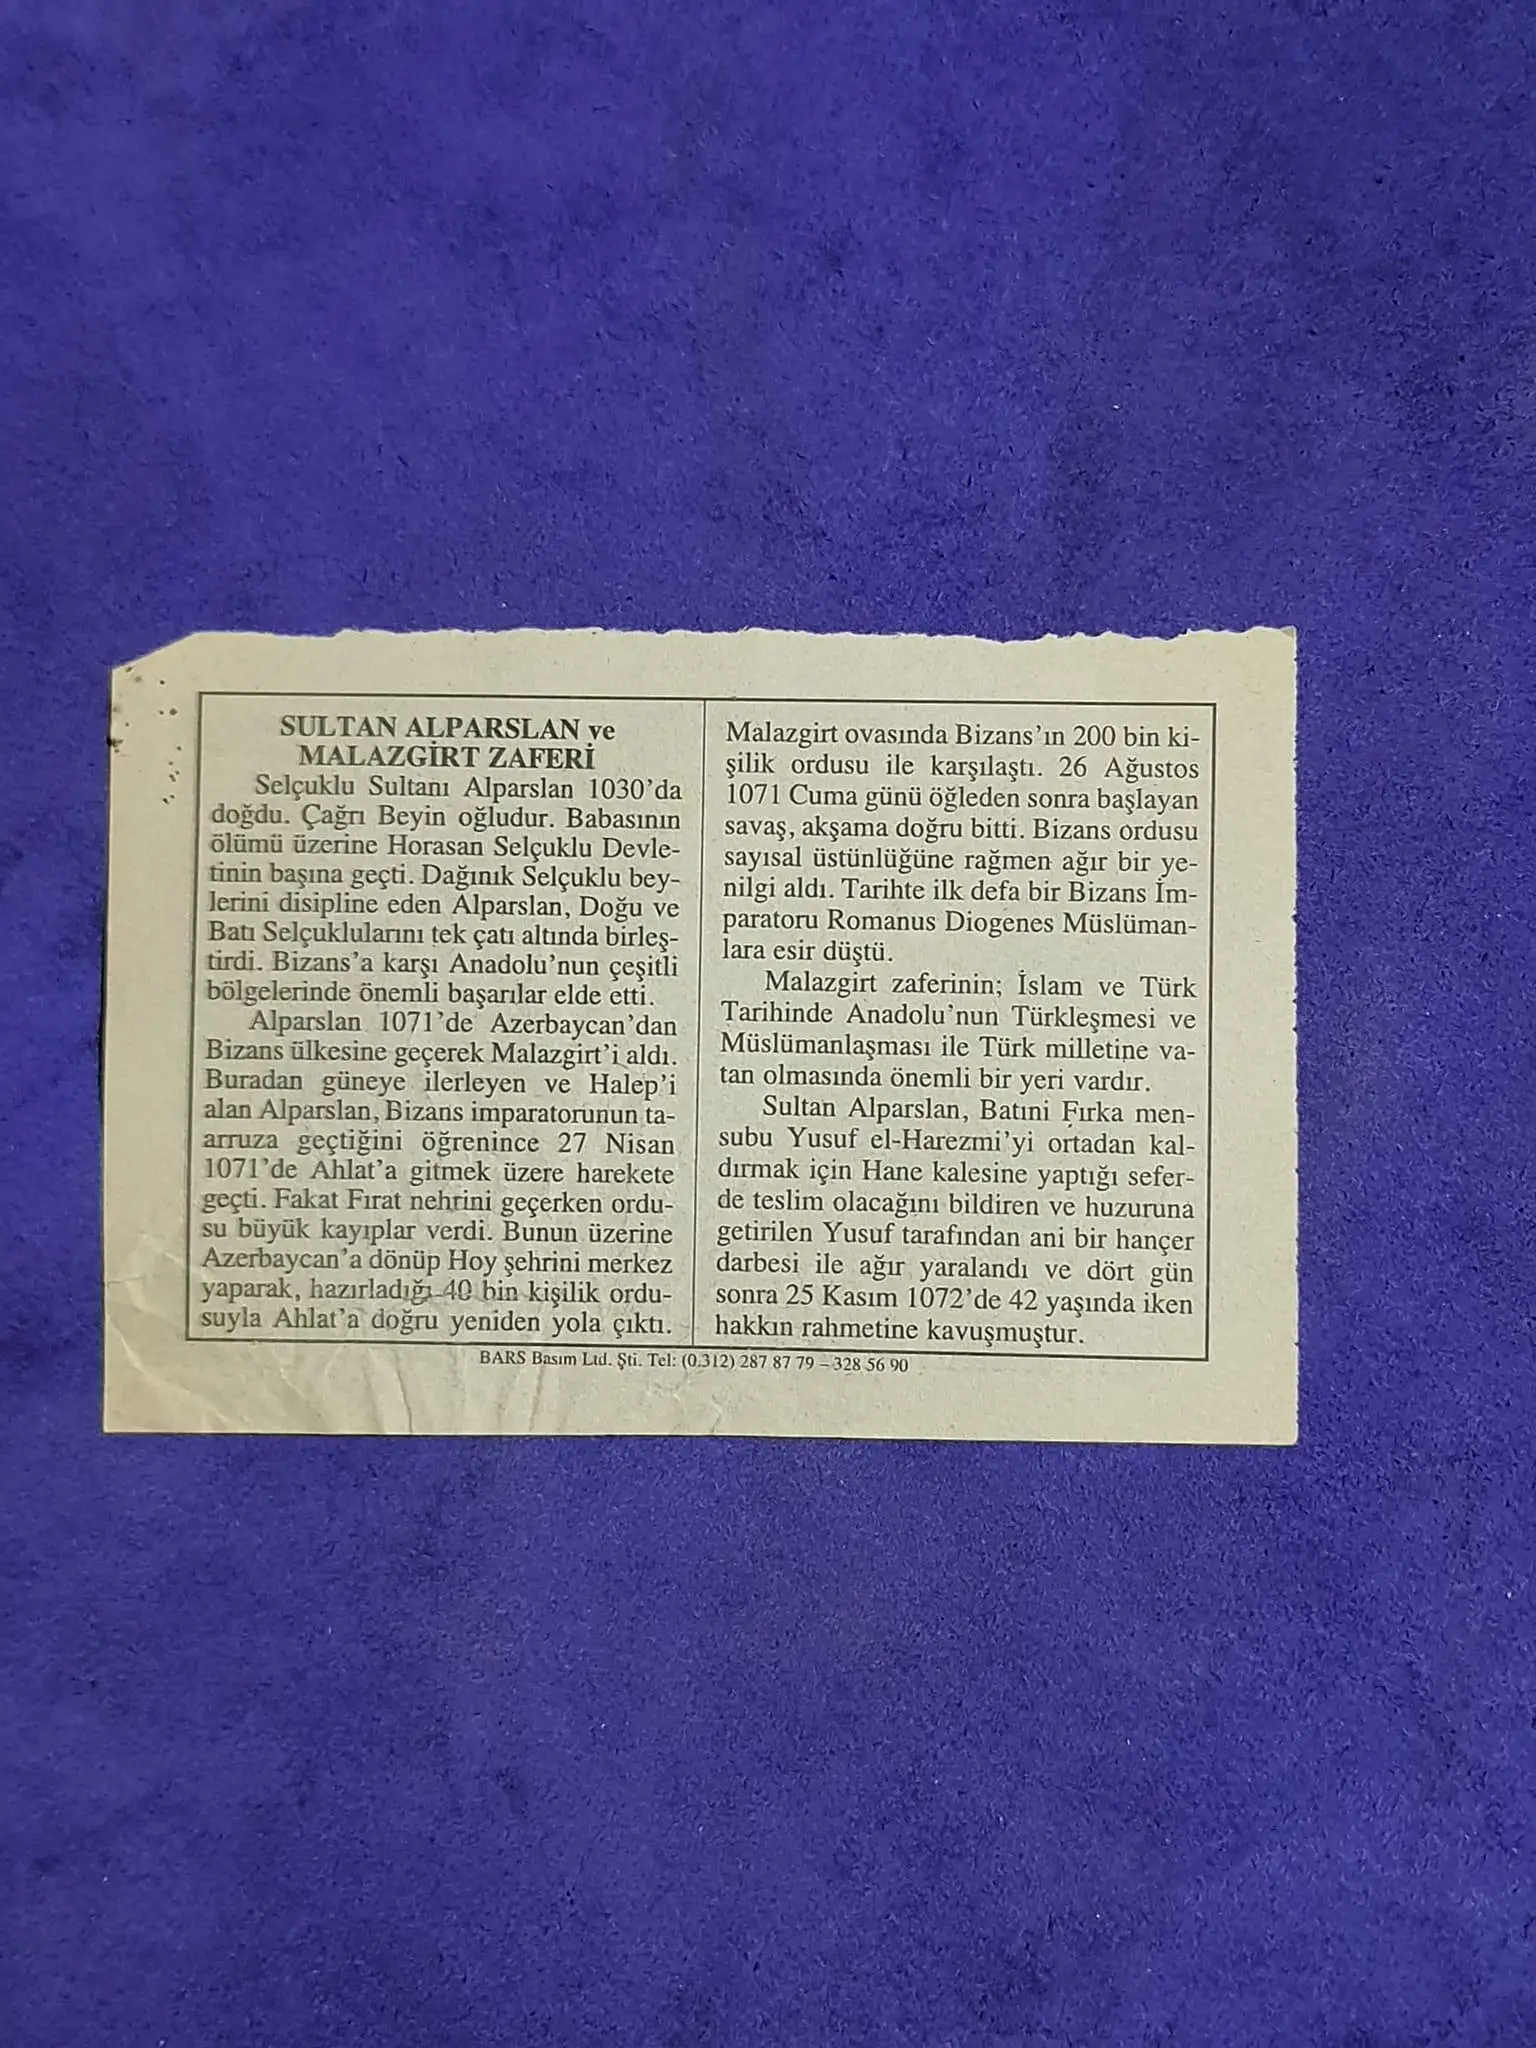 SULTAN ALPARSLAN ve
MALAZGİRT ZAFERİ
Selçuklu Sultanı Alparslan 1030’da
doğdu. Çağrı Beyin oğludur. Babasının
ölümü üzerine Horasan Selçuklu Devle-
tinin başına geçti. Dağınık Selçuklu bey-
lerini disipline eden Alparslan, Doğu ve
Batı Selçuklularını tek çatı altında birleş-
tirdi. Bizans’a karşı Anadolu’nun çeşitli
bölgelerinde önemli başarılar elde etti.
Alparslan 1071’de Azerbaycan’dan
Bizans ülkesine geçerek Malazgirt’i aldı.
Buradan güneye ilerleyen ve Halep’i
alan Alparslan, Bizans imparatorunun ta-
arruza geçtiğini öğrenince 27 Nisan
1071’de Ahlat’a gitmek üzere harekete
geçti. Fakat Fırat nehrini geçerken ordu-
su büyük kayıplar verdi. Bunun üzerine
Azerbaycan’a dönüp Hoy şehrini merkez
yaparak, hazırladığı 40 bin kişilik ordu-
suyla Ahlat’a doğru yeniden yola çıktı.
Malazgirt ovasında Bizans’ın 200 bin ki-
şilik ordusu ile karşılaştı. 26 Ağustos
1071 Cuma günü öğleden sonra başlayan
savaş, akşama doğru bitti. Bizans ordusu
sayısal üstünlüğüne rağmen ağır bir ye-
nilgi aldı. Tarihte ilk defa bir Bizans İm-
paratoru Romanus Diogenes Müslüman-
lara esir düştü.
Malazgirt zaferinin; İslam ve Türk
Tarihinde Anadolu’nun Türkleşmesi ve
Müslümanlaşması ile Türk milletine va-
tan olmasında önemli bir yeri vardır.
Sultan Alparslan, Batıni Fırka men-
subu Yusuf el-Harezmi’yi ortadan kal-
dırmak için Hane kalesine yaptığı sefer-
de teslim olacağını bildiren ve huzuruna
getirilen Yusuf tarafından ani bir hançer
darbesi ile ağır yaralandı ve dört gün
sonra 25 Kasım 1072’de 42 yaşında iken
hakkın rahmetine kavuşmuştur.
BARS Basım Ltd. Şti. Tel: (0.312) 287 87 79 – 328 56 90